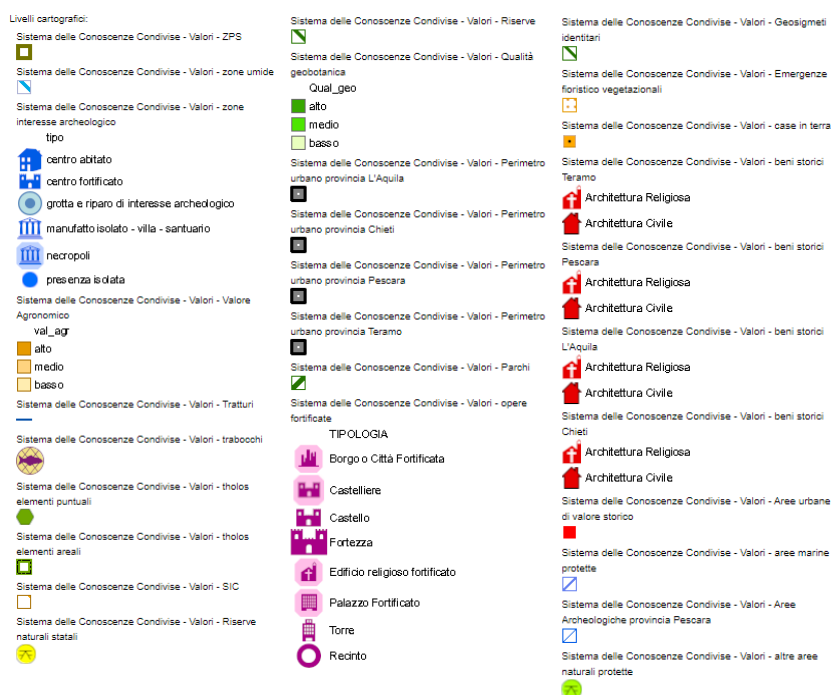 Livelli cartografici:
Sistema delle Conoscenze Condivise - Valori - ZPS
Sistema delle Conoscenze Condivise - Valori - zone umide
Sistema delle Conoscenze Condivise - Valori - zone
interesse archeologico
tipo
centro abitato
centro fortificato
grotta e riparo di interesse archeologico
manufatto isolato - villa - santuario
necropoli
presenza isolata
Sistema delle Conoscenze Condivise - Valori - Valore
Agronomico
val_agr
alto
medio
basso
Sistema delle Conoscenze Condivise - Valori - Tratturi
Sistema delle Conoscenze Condivise - Valori - trabocchi
Sistema delle Conoscenze Condivise - Valori - tholos
elementi puntuali
Sistema delle Conoscenze Condivise - Valori - tholos
elementi areali
Sistema delle Conoscenze Condivise - Valori - SIC
Sistema delle Conoscenze Condivise - Valori - Riserve
naturali statali
Sistema delle Conoscenze Condivise - Valori - Riserve
Sistema delle Conoscenze Condivise - Valori - Qualità
geobotanica
Qual_geo
alto
medio
basso
Sistema delle Conoscenze Condivise - Valori - Perimetro
urbano provincia L'Aquila
Sistema delle Conoscenze Condivise - Valori - Perimetro
urbano provincia Chieti
Sistema delle Conoscenze Condivise - Valori - Perimetro
urbano provincia Pescara
Sistema delle Conoscenze Condivise - Valori - Perimetro
urbano provincia Teramo
Sistema delle Conoscenze Condivise - Valori - Parchi
Sistema delle Conoscenze Condivise - Valori - opere
fortificate
TIPOLOGIA
Borgo o Città Fortificata
Castelliere
Castello
Fortezza
Edificio religioso fortificato
Palazzo Fortificato
Torre
Recinto
Sistema delle Conoscenze Condivise - Valori - Geosigmeti
identitari
Sistema delle Conoscenze Condivise - Valori - Emergenze
floristico vegetazionali
Sistema delle Conoscenze Condivise - Valori - case in terra
Sistema delle Conoscenze Condivise - Valori - beni storici
Teramo
Architettura Religiosa
Architettura Civile
Sistema delle Conoscenze Condivise - Valori - beni storici
Pescara
Architettura Religiosa
Architettura Civile
Sistema delle Conoscenze Condivise - Valori - beni storici
L'Aquila
Architettura Religiosa
Architettura Civile
Sistema delle Conoscenze Condivise - Valori - beni storici
Chieti
Architettura Religiosa
Architettura Civile
Sistema delle Conoscenze Condivise - Valori - Aree urbane
di valore storico
Sistema delle Conoscenze Condivise - Valori - aree marine
protette
Sistema delle Conoscenze Condivise - Valori - Aree
Archeologiche provincia Pescara
Sistema delle Conoscenze Condivise - Valori - altre aree
naturali protette